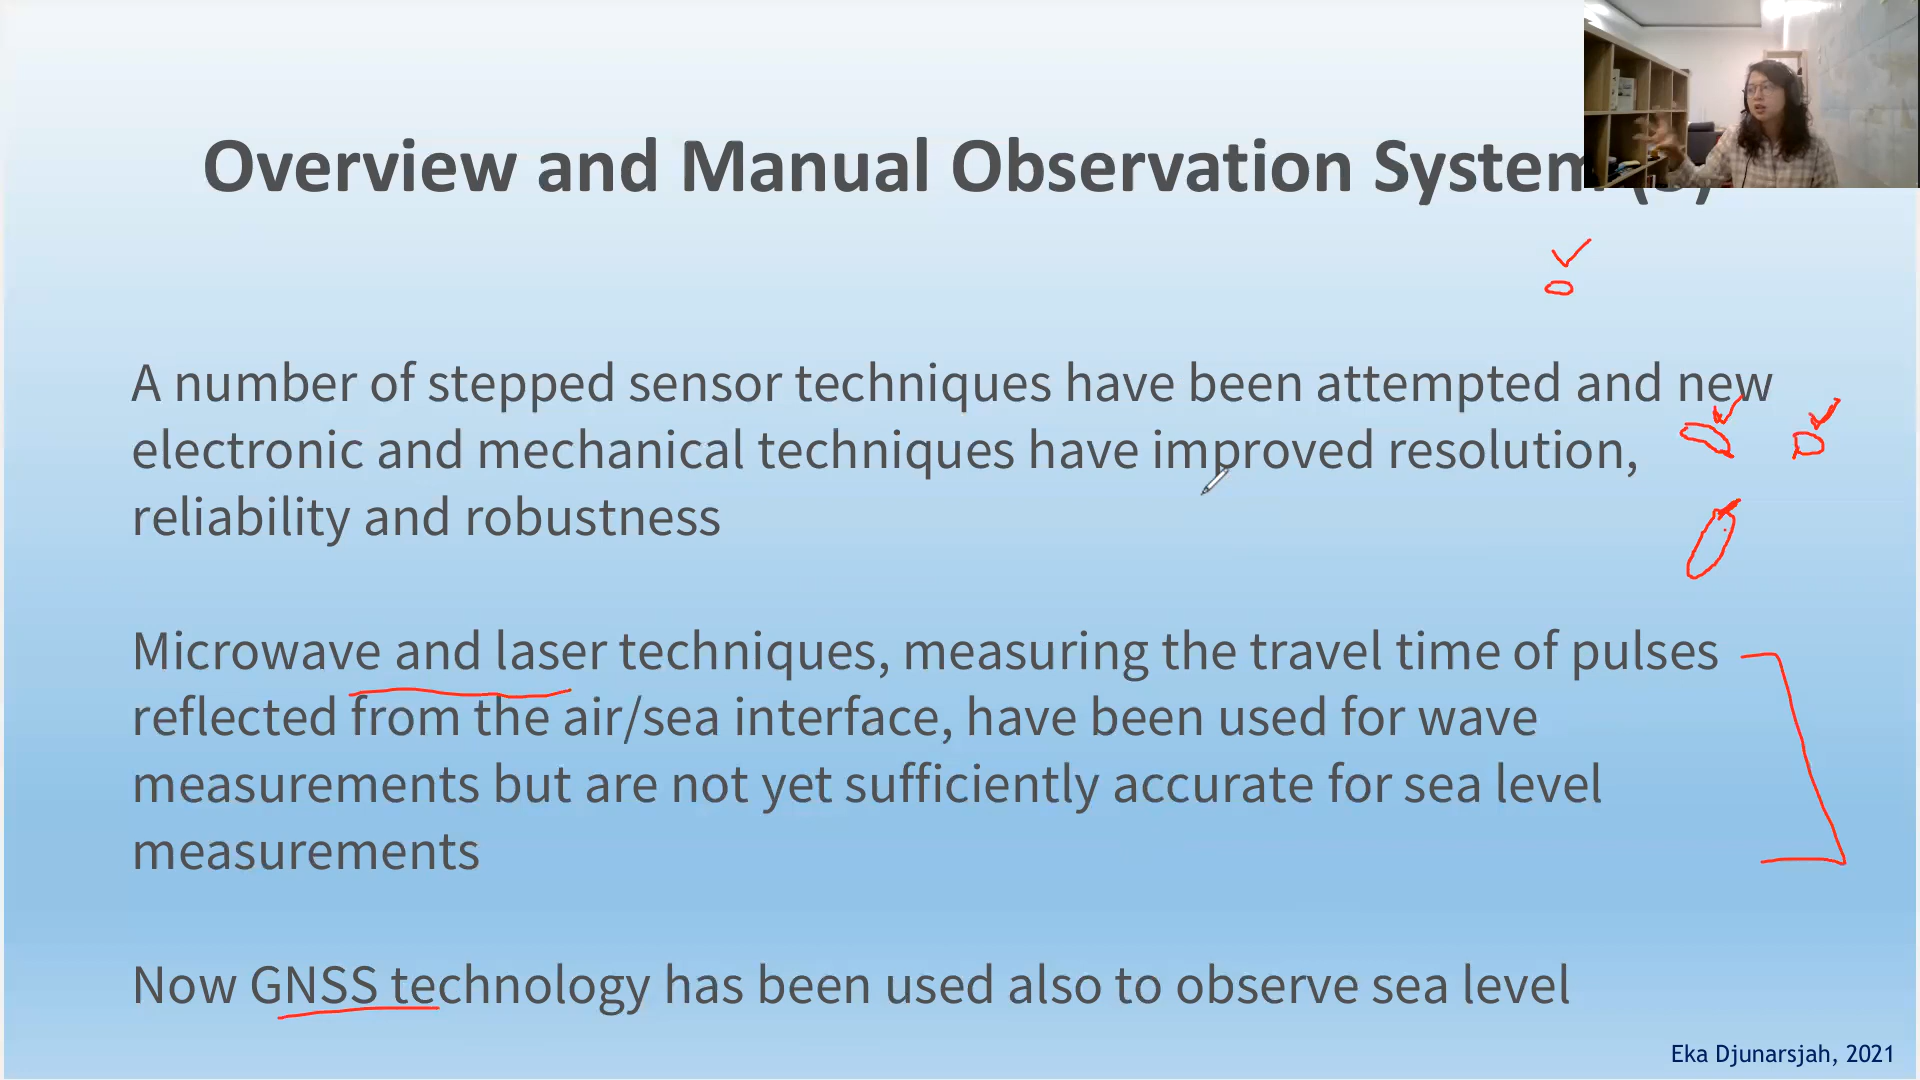 Overview and Manual Observation System
A number of stepped sensor techniques have been attempted and new
electronic and mechanical techniques have improved resolution,
reliability and robustness
Microwave and laser techniques, measuring the travel time of pulses
reflected from the air/sea interface, have been used for wave
measurements but are not yet sufficiently accurate for sea level
measurements
Now GNSS technology has been used also to observe sea level
Eka Djunarsjah, 2021